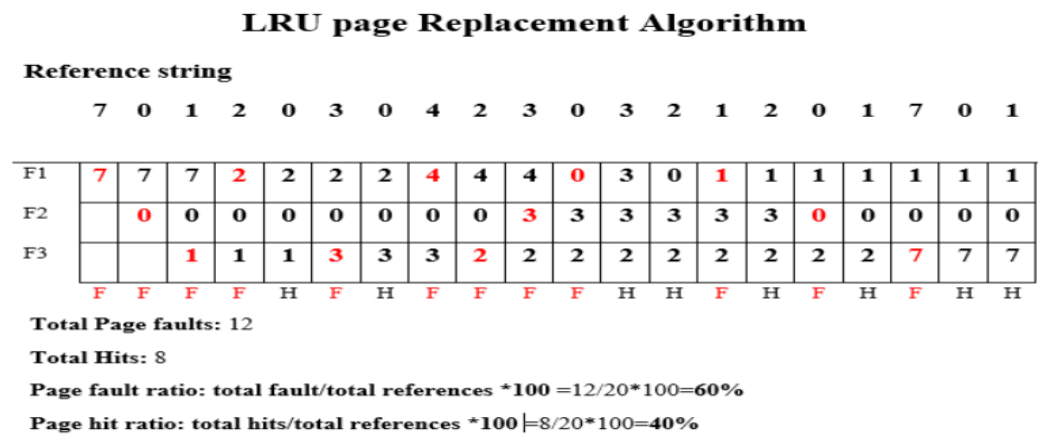 LRU page Replacement Algorithm
Reference string
7 0 1 2 0 3 0 4 2 3 0 3 2 1 2 0 1 7 0 1
F1 7 7 7 2 2 2 2 4 4 4 0 3 0 1 1 1 1 1 1 1
F2 0 0 0 0 0 0 0 0 3 3 3 3 3 3 0 0 0 0 0
F3 1 1 1 3 3 3 2 2 2 2 2 2 2 2 2 7 7 7
F F F F H F H F F F F H H F H F H F H H
Total Page faults: 12
Total Hits: 8
Page fault ratio: total fault/total references *100 =12/20*100=60%
Page hit ratio: total hits/total references *100 =8/20*100=40%